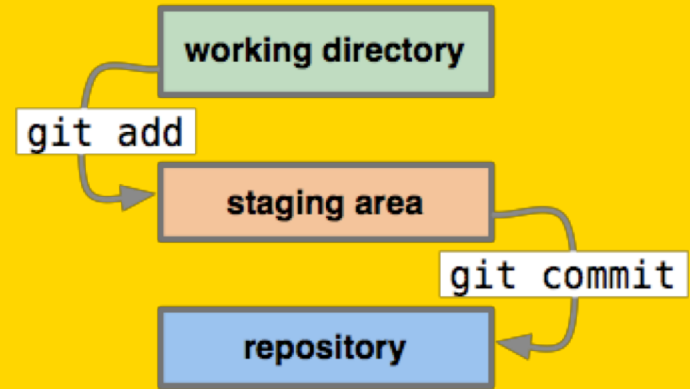 working directory
git add
staging area
git commit
repository